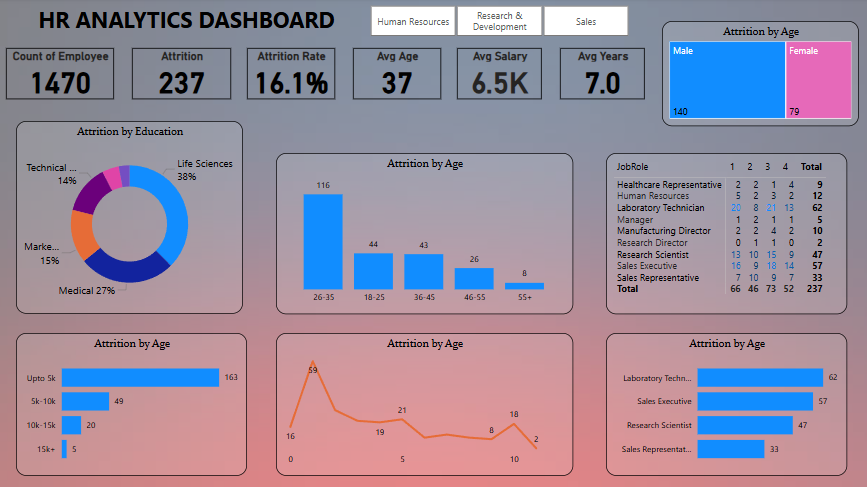 HR ANALYTICS DASHBOARD
Human Resources
Research &
Development
Sales
Count of Employee
1470
Attrition
237
Attrition Rate
16.1%
Avg Age
37
Avg Salary
6.5K
Avg Years
7.0
Attrition by Age
Male
Female
140
79
Attrition by Education
Life Sciences
38%
Technical ...
14%
Marke...
15%
Medical 27%
Attrition by Age
116
44
43
26
8
26-35 18-25 36-45 46-55 55+
JobRole 1 2 3 4 Total
Healthcare Representative 2 2 1 4 9
Human Resources 5 2 3 2 12
Laboratory Technician 20 8 21 13 62
Manager 1 2 1 1 5
Manufacturing Director 2 2 4 2 10
Research Director 0 1 1 0 2
Research Scientist 13 10 15 9 47
Sales Executive 16 9 18 14 57
Sales Representative 7 10 9 7 33
Total 66 46 73 52 237
Attrition by Age
Upto 5k 163
5k-10k 49
10k-15k 20
15k+ 5
Attrition by Age
59
16
19
21
8
18
2
0 5 10
Attrition by Age
Laboratory Techn... 62
Sales Executive 57
Research Scientist 47
Sales Representat... 33